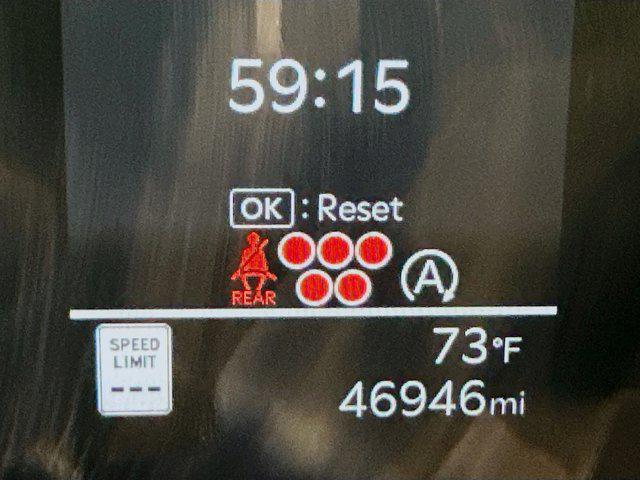 59:15
OK : Reset
A
REAR
SPEED
LIMIT
---
73°F
46946mi